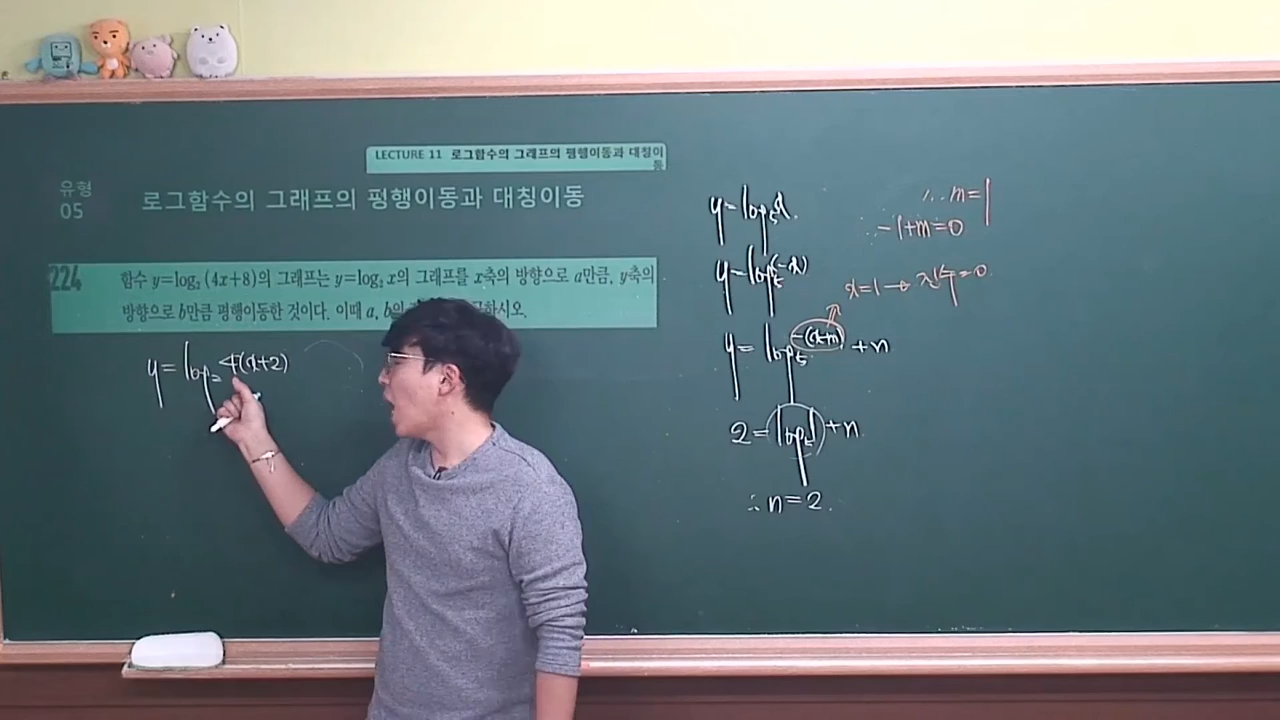 LECTURE 11 로그함수의 그래프의 평행이동과 대칭이
동
유형
05
로그함수의 그래프의 평행이동과 대칭이동
224
함수 y=log₂(4x+8)의 그래프는 y=log₂x의 그래프를 x축의 방향으로 a만큼, y축의
방향으로 b만큼 평행이동한 것이다. 이때 a, b의 하시오.
y=log₂4(x+2)
y=log₅x.
y=log₅(-x)
y=log₅-(x+m) +n
2=log₅1+n
∴n=2.
∴m=1
-1+m=0
x=1→진수=0.